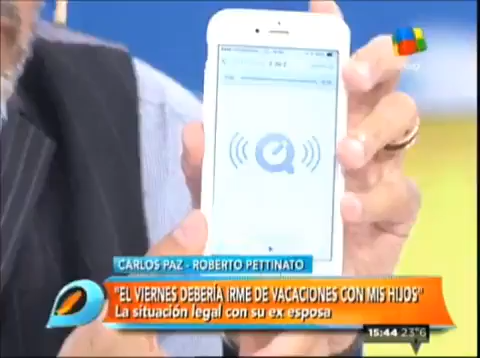 CARLOS PAZ - ROBERTO PETTINATO
"EL VIERNES DEBERÍA IRME DE VACACIONES CON MIS HIJOS"
La situación legal con su ex esposa
15:44 23°6